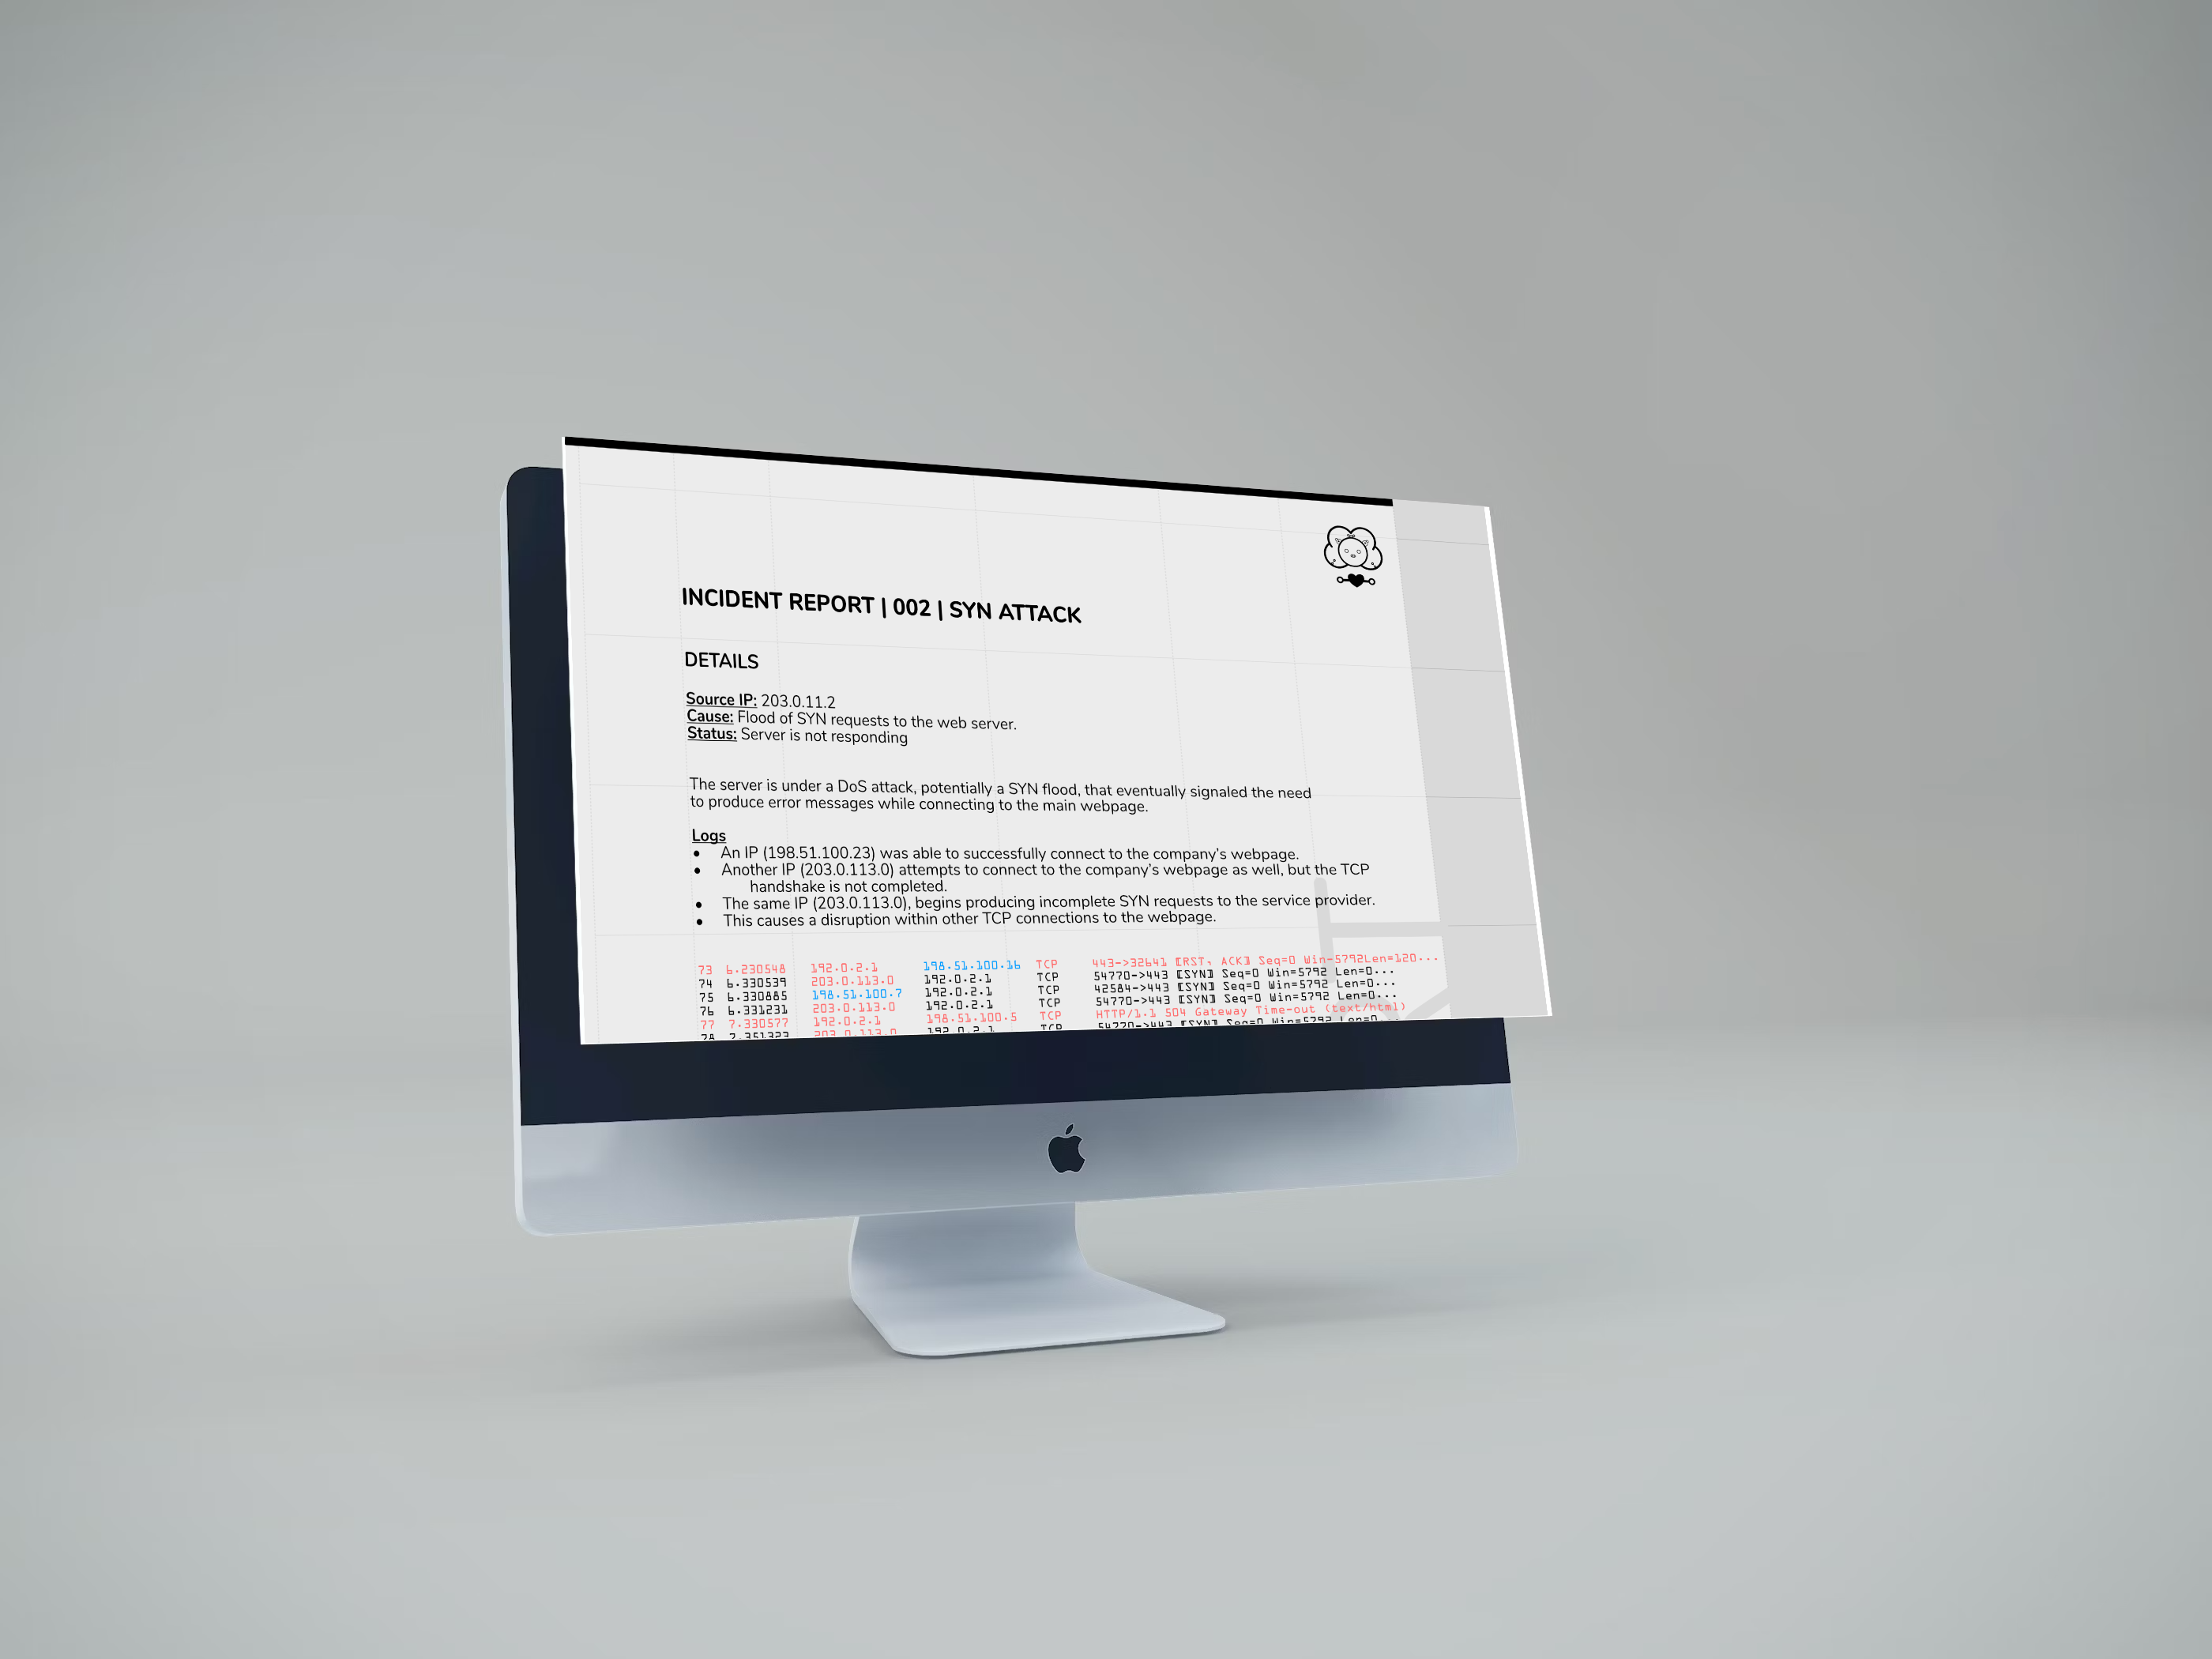 INCIDENT REPORT | 002 | SYN ATTACK
DETAILS
Source IP: 203.0.11.2
Cause: Flood of SYN requests to the web server.
Status: Server is not responding
The server is under a DoS attack, potentially a SYN flood, that eventually signaled the need
to produce error messages while connecting to the main webpage.
Logs
• An IP (198.51.100.23) was able to successfully connect to the company's webpage.
• Another IP (203.0.113.0) attempts to connect to the company's webpage as well, but the TCP
handshake is not completed.
• The same IP (203.0.113.0), begins producing incomplete SYN requests to the service provider.
• This causes a disruption within other TCP connections to the webpage.
73 6.230548 192.0.2.1 198.51.100.16 TCP 443->32641 [RST, ACK] Seq=0 Win-5792Len=120...
74 6.330539 203.0.113.0 192.0.2.1 TCP 54770->443 [SYN] Seq=0 Win=5792 Len=0...
75 6.330885 198.51.100.7 192.0.2.1 TCP 42584->443 [SYN] Seq=0 Win=5792 Len=0...
76 6.331231 203.0.113.0 192.0.2.1 TCP 54770->443 [SYN] Seq=0 Win=5792 Len=0...
77 7.330577 192.0.2.1 198.51.100.5 TCP HTTP/1.1 504 Gateway Time-out (text/html)
78 7.351323 203.0.113.0 192.0.2.1 TCP 54770->443 [SYN] Seq=0 Win=5792 Len=0...